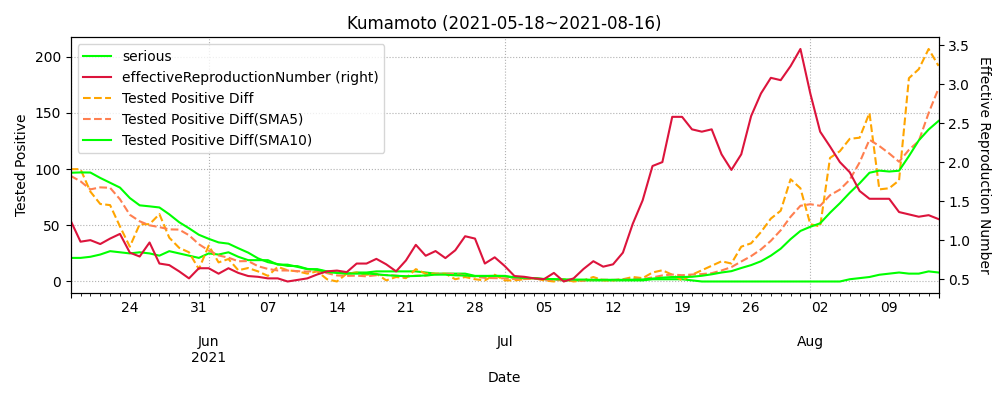 Kumamoto (2021-05-18~2021-08-16)
serious
effectiveReproductionNumber (right)
Tested Positive Diff
Tested Positive Diff(SMA5)
Tested Positive Diff(SMA10)
Tested Positive
200
150
100
50
0
3.5
3.0
2.5
2.0
1.5
1.0
0.5
Effective Reproduction Number
24 31 07 14 21 28 05 12 19 26 02 09
Jun Jul Aug
2021
Date